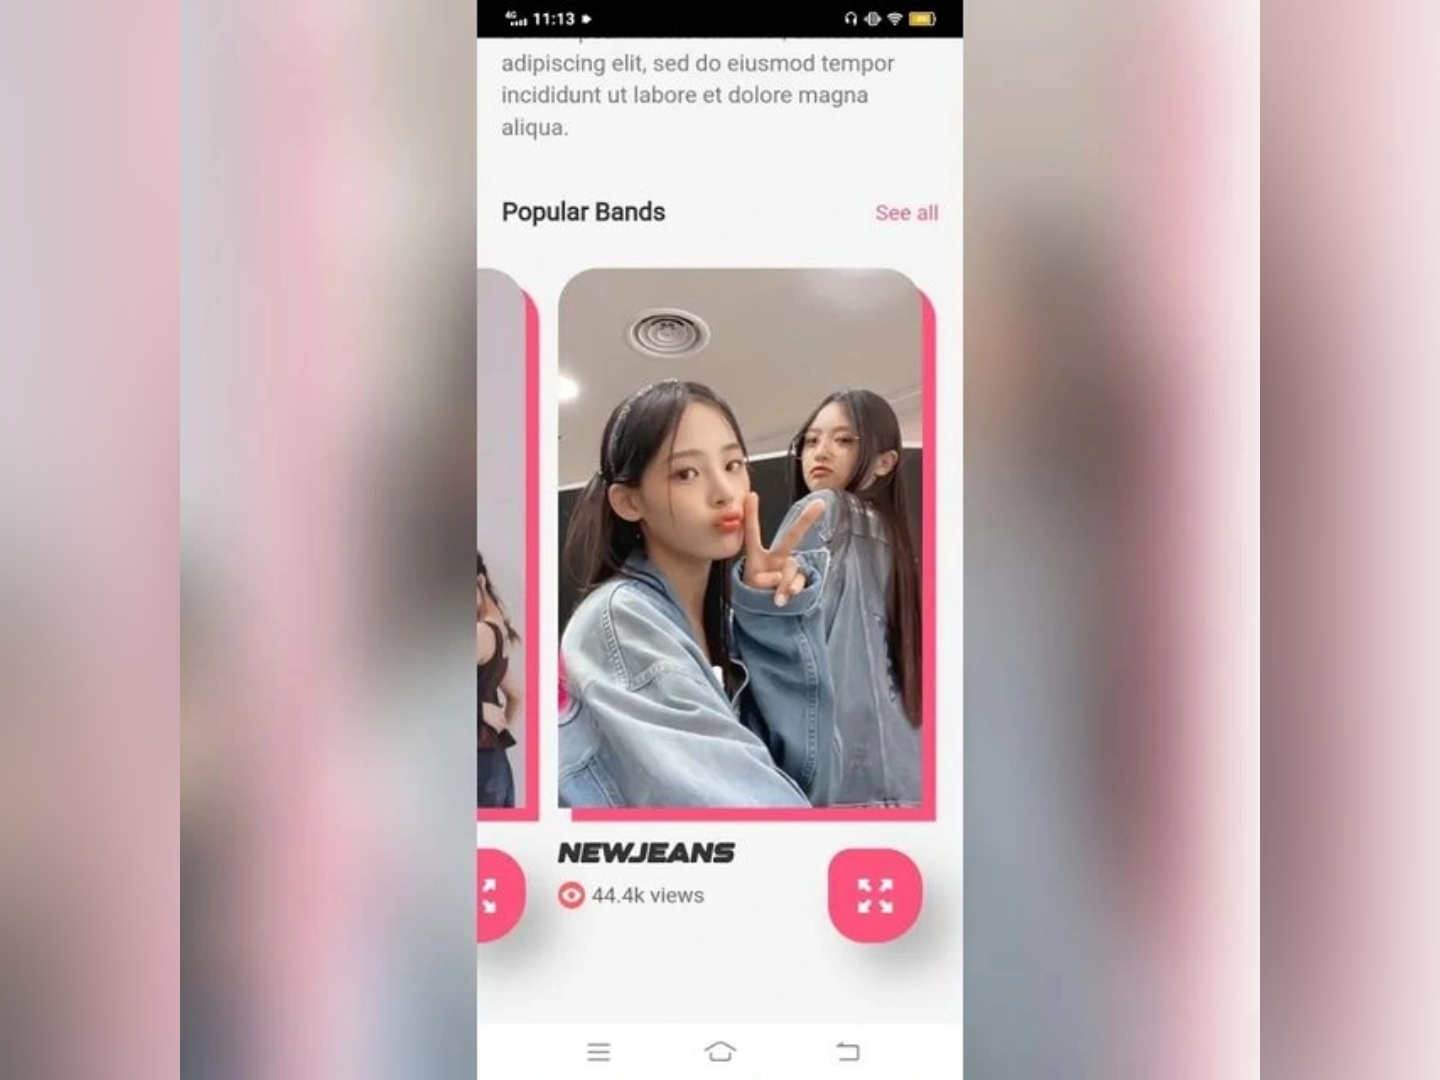 4G 11:13
adipiscing elit, sed do eiusmod tempor
incididunt ut labore et dolore magna
aliqua.
Popular Bands
See all
NEWJEANS
44.4k views